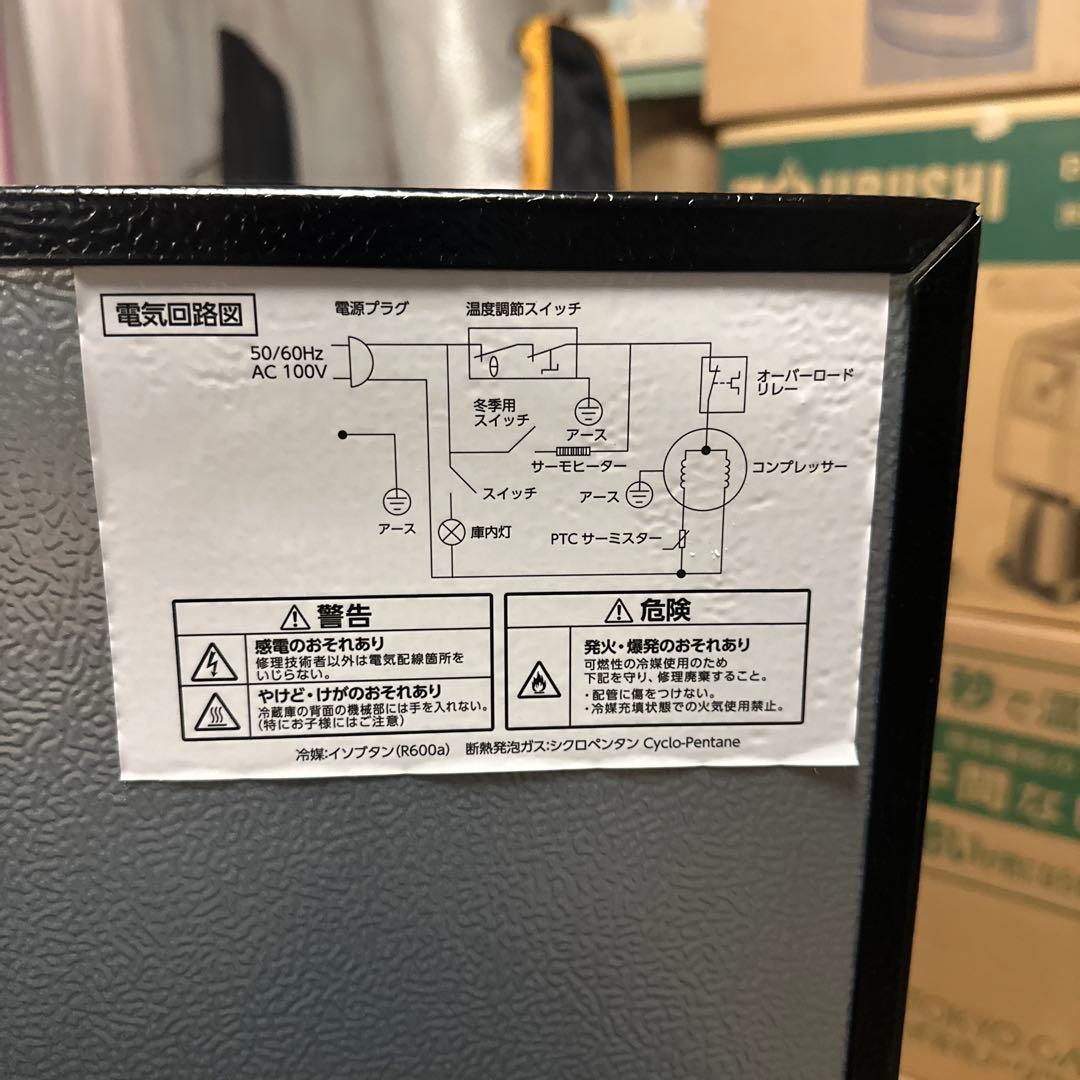 電気回路図
電源プラグ
温度調節スイッチ
50/60Hz
AC 100V
θ
オーバーロード
リレー
冬季用
スイッチ
アース
サーモヒーター
コンプレッサー
スイッチ
アース
アース
庫内灯
PTC サーミスター
⚠ 警告
感電のおそれあり
修理技術者以外は電気配線箇所を
いじらない。
やけど・けがのおそれあり
冷蔵庫の背面の機械部には手を入れない。
(特にお子様にはご注意)
⚠ 危険
発火・爆発のおそれあり
可燃性の冷媒使用のため
下記を守り、修理廃棄すること。
・配管に傷をつけない。
・冷媒充填状態での火気使用禁止。
冷媒:イソブタン(R600a) 断熱発泡ガス:シクロペンタン Cyclo-Pentane
秒で温
手間なし